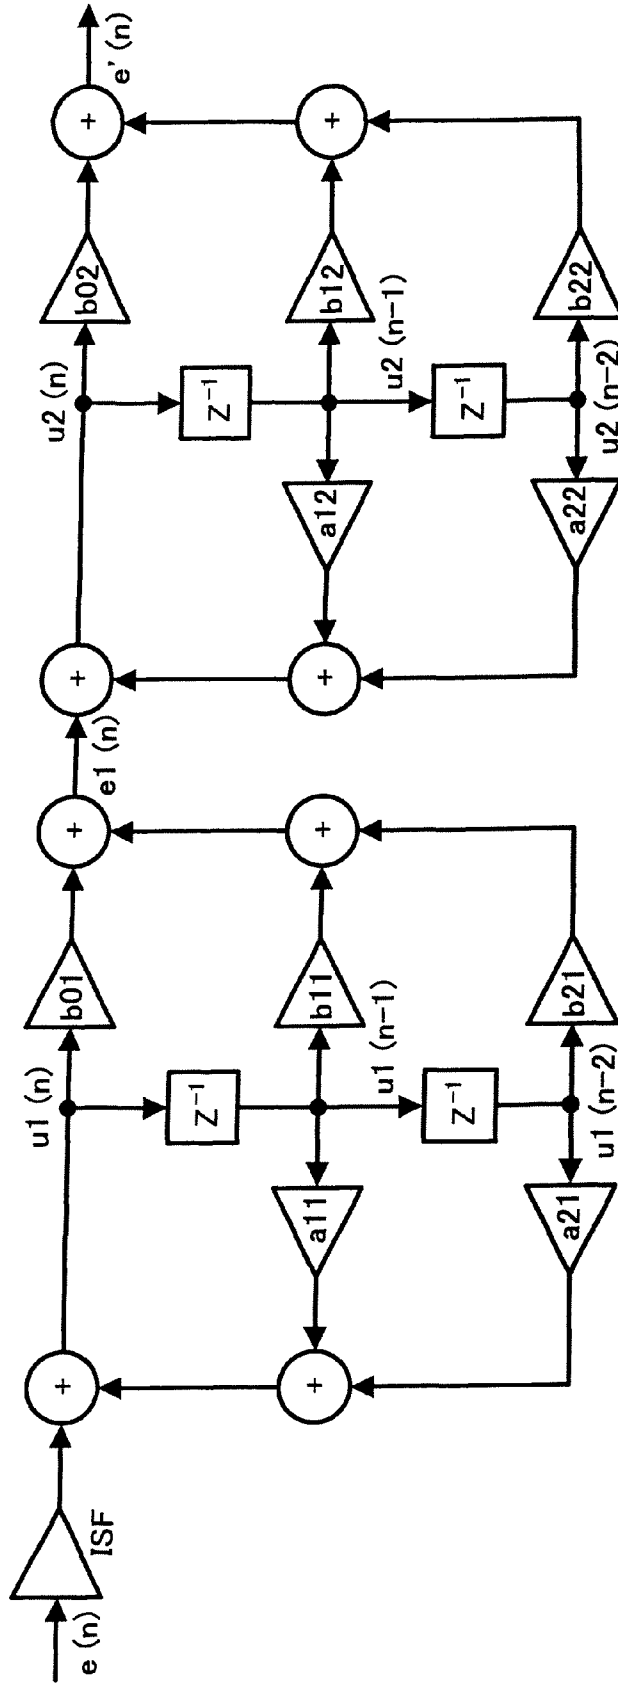 e(n)
ISF
+
u1(n)
b01
+
e1(n)
+
u2(n)
b02
+
e'(n)
Z⁻¹
Z⁻¹
+
a11
u1(n-1)
b11
+
+
a12
u2(n-1)
b12
+
Z⁻¹
Z⁻¹
a21
u1(n-2)
b21
a22
u2(n-2)
b22